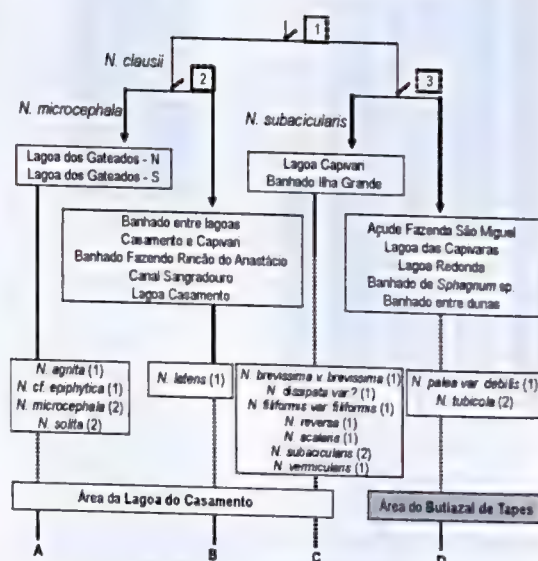 1
N. clausii
2
3
N. microcephala
N. subacicularis
Lagoa dos Gateados - N
Lagoa dos Gateados - S
Lagoa Capivari
Banhado Ilha Grande
Banhado entre lagoas
Casamento e Capivari
Banhado Fazendo Rincão do Anastácio
Canal Sangradouro
Lagoa Casamento
Açude Fazenda São Miguel
Lagoa das Capivaras
Lagoa Redonda
Banhado de Sphagnum sp.
Banhado entre dunas
N. agnita (1)
N. cf. epiphytica (1)
N. microcephala (2)
N. solita (2)
N. latens (1)
N. brevissima v. brevissima (1)
N. dissipata var ? (1)
N. filiformis var filiformis (1)
N. reversa (1)
N. scalaris (1)
N. subacicularis (2)
N. vermicularis (1)
N. palea var debilis (1)
N. tubicola (2)
Área da Lagoa do Casamento
Área do Butiazal de Tapes
A
B
C
D